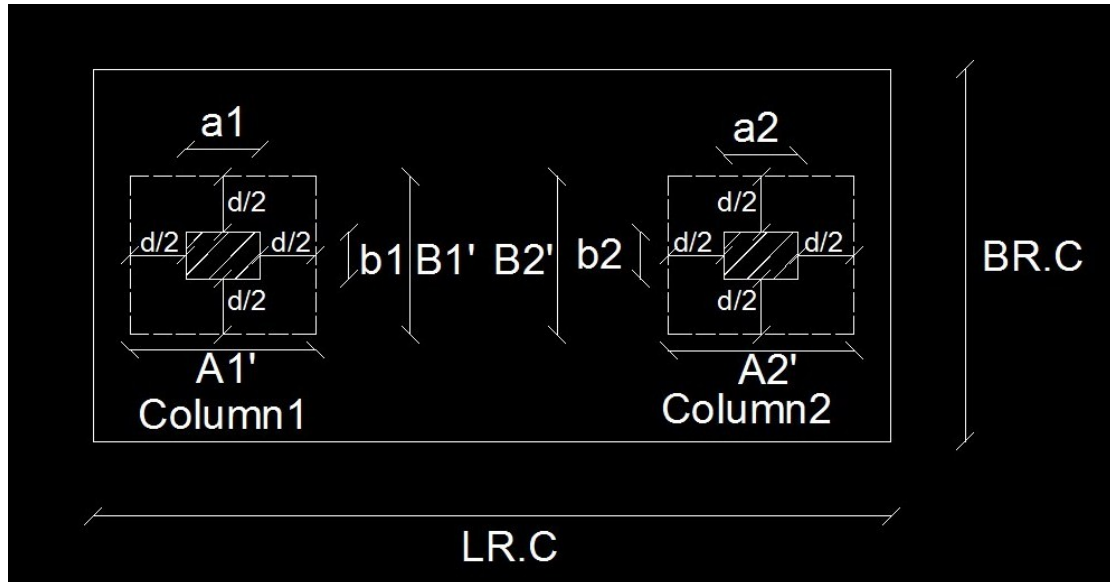 a1
a2
d/2
d/2
d/2 d/2
b1 B1' B2' b2
d/2 d/2
BR.C
d/2
d/2
A1'
A2'
Column1
Column2
LR.C